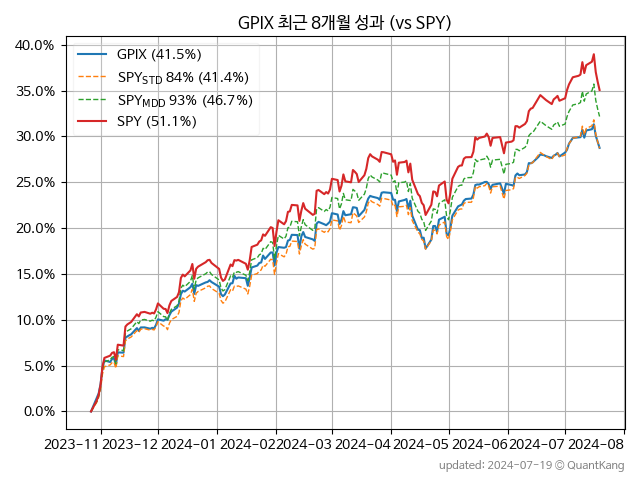 GPIX 최근 8개월 성과 (vs SPY)
GPIX (41.5%)
SPY_STD 84% (41.4%)
SPY_MDD 93% (46.7%)
SPY (51.1%)
40.0%
35.0%
30.0%
25.0%
20.0%
15.0%
10.0%
5.0%
0.0%
2023-11 2023-12 2024-01 2024-02 2024-03 2024-04 2024-05 2024-06 2024-07 2024-08
updated: 2024-07-19 © QuantKang